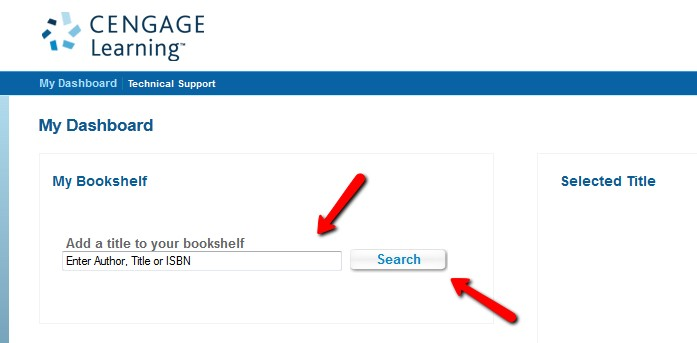 CENGAGE
Learning™
My Dashboard | Technical Support
My Dashboard
My Bookshelf
Selected Title
Add a title to your bookshelf
Enter Author, Title or ISBN
Search